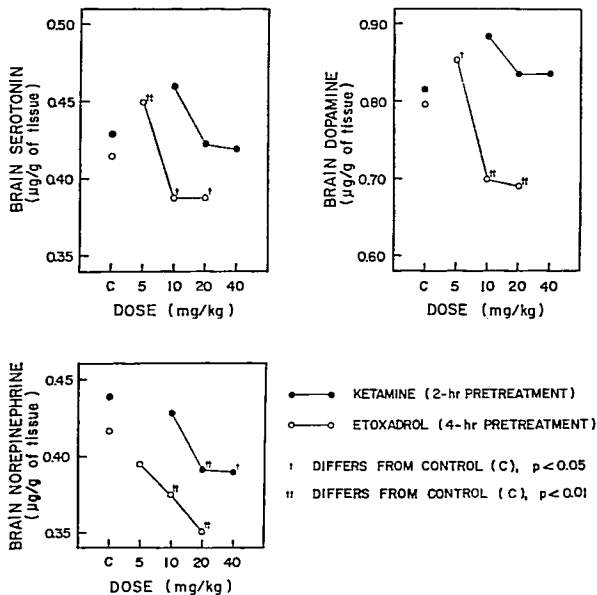 BRAIN SEROTONIN
(µg/g of tissue)
0.50
0.45
0.40
0.35
††
†
†
C 5 10 20 40
DOSE (mg/kg)
BRAIN DOPAMINE
(µg/g of tissue)
0.90
0.80
0.70
0.60
†
††
††
C 5 10 20 40
DOSE (mg/kg)
BRAIN NOREPINEPHRINE
(µg/g of tissue)
0.45
0.40
0.35
††
†
††
††
C 5 10 20 40
DOSE (mg/kg)
KETAMINE (2-hr PRETREATMENT)
ETOXADROL (4-hr PRETREATMENT)
† DIFFERS FROM CONTROL (C), p<0.05
†† DIFFERS FROM CONTROL (C), p<0.01